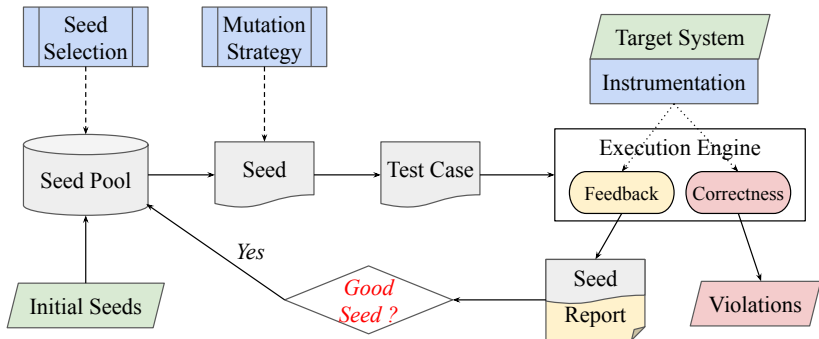 Seed
Selection
Mutation
Strategy
Target System
Instrumentation
Execution Engine
Seed Pool
Seed
Test Case
Feedback
Correctness
Yes
Initial Seeds
Good
Seed ?
Seed
Report
Violations